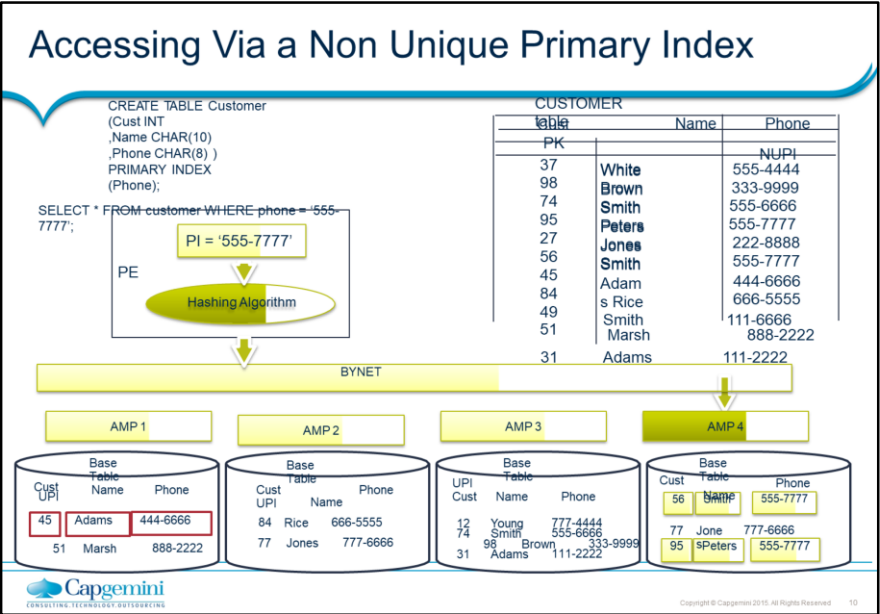 Accessing Via a Non Unique Primary Index
CREATE TABLE Customer
(Cust INT
,Name CHAR(10)
,Phone CHAR(8) )
PRIMARY INDEX
(Phone);
SELECT * FROM customer WHERE phone = ‘555-
7777’;
PI = ‘555-7777’
PE
Hashing Algorithm
CUSTOMER
table
Cust Name Phone
PK
NUPI
37 White 555-4444
98 Brown 333-9999
74 Smith 555-6666
95 Peters 555-7777
27 Jones 222-8888
56 Smith 555-7777
45 Adam 444-6666
84 s Rice 666-5555
49 Smith 111-6666
51 Marsh 888-2222
31 Adams 111-2222
BYNET
AMP 1
AMP 2
AMP 3
AMP 4
Base
Table
Cust Name Phone
UPI
45 Adams 444-6666
51 Marsh 888-2222
Base
Table
Cust Phone
UPI Name
84 Rice 666-5555
77 Jones 777-6666
Base
Table
UPI
Cust Name Phone
12 Young 777-4444
74 Smith 555-6666
98 Brown 333-9999
31 Adams 111-2222
Base
Table
Cust Name Phone
56 Smith 555-7777
77 Jone 777-6666
95 sPeters 555-7777
Capgemini
CONSULTING.TECHNOLOGY.OUTSOURCING
Copyright © Capgemini 2015. All Rights Reserved 10